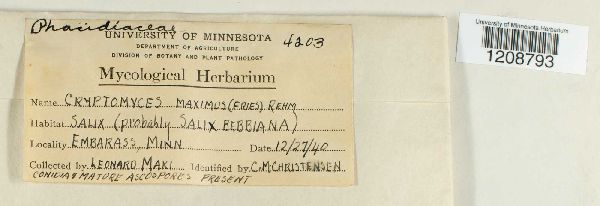 Phacidiaceae
UNIVERSITY OF MINNESOTA 4203
DEPARTMENT OF AGRICULTURE
DIVISION OF BOTANY AND PLANT PATHOLOGY
Mycological Herbarium
Name CRYPTOMYCES MAXIMUS (FRIES) REHM
Habitat SALIX (probably SALIX BEBBIANA)
Locality EMBARASS, MINN Date 12/27/40
Collected by LEONARD MAKI Identified by C.M. CHRISTENSEN
CONIDIA & MATURE ASCOSPORES PRESENT
University of Minnesota Herbarium
1208793